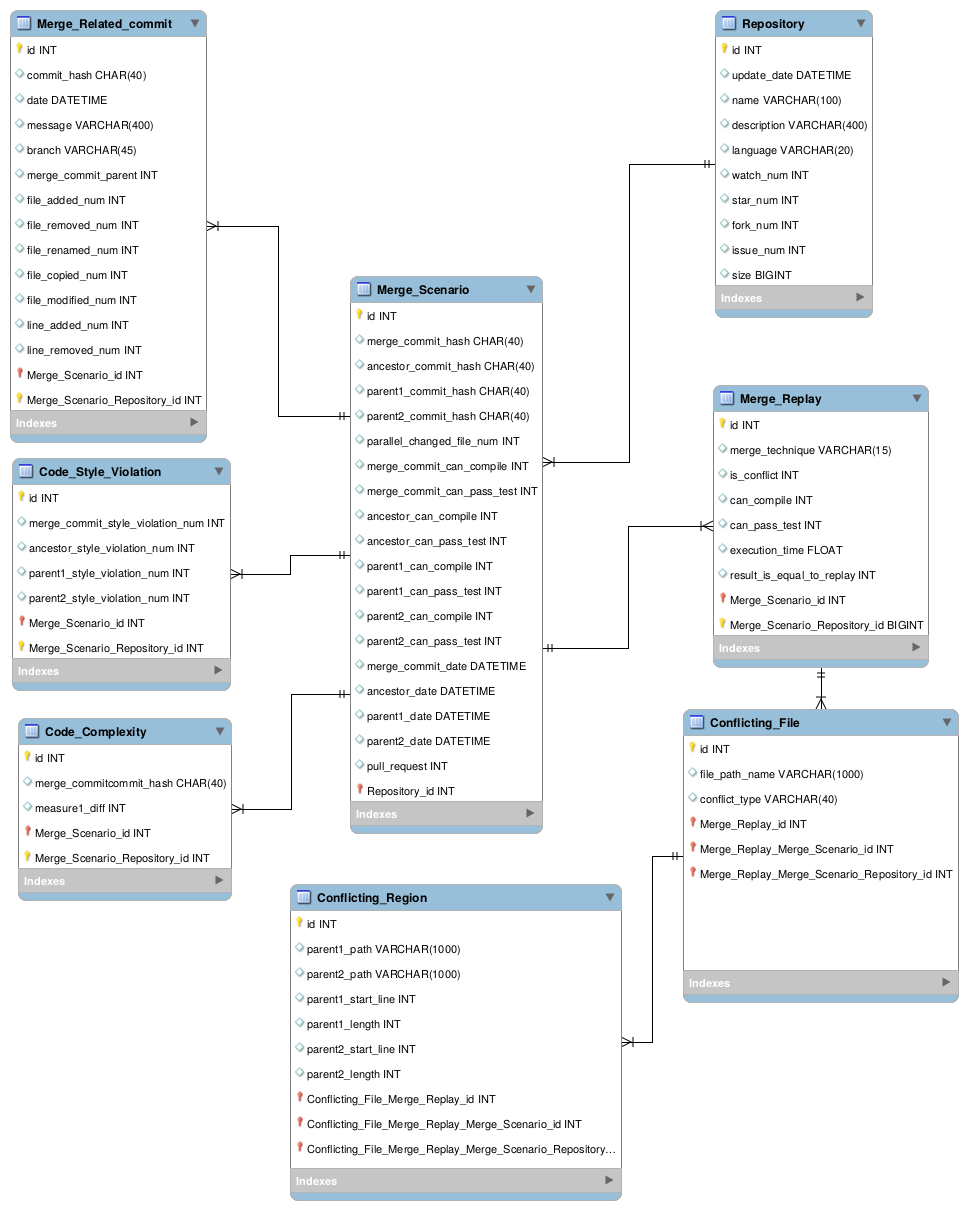 Merge_Related_commit
id INT
commit_hash CHAR(40)
date DATETIME
message VARCHAR(400)
branch VARCHAR(45)
merge_commit_parent INT
file_added_num INT
file_removed_num INT
file_renamed_num INT
file_copied_num INT
file_modified_num INT
line_added_num INT
line_removed_num INT
Merge_Scenario_id INT
Merge_Scenario_Repository_id INT
Indexes
Repository
id INT
update_date DATETIME
name VARCHAR(100)
description VARCHAR(400)
language VARCHAR(20)
watch_num INT
star_num INT
fork_num INT
issue_num INT
size BIGINT
Indexes
Merge_Scenario
id INT
merge_commit_hash CHAR(40)
ancestor_commit_hash CHAR(40)
parent1_commit_hash CHAR(40)
parent2_commit_hash CHAR(40)
parallel_changed_file_num INT
merge_commit_can_compile INT
merge_commit_can_pass_test INT
ancestor_can_compile INT
ancestor_can_pass_test INT
parent1_can_compile INT
parent1_can_pass_test INT
parent2_can_compile INT
parent2_can_pass_test INT
merge_commit_date DATETIME
ancestor_date DATETIME
parent1_date DATETIME
parent2_date DATETIME
pull_request INT
Repository_id INT
Indexes
Merge_Replay
id INT
merge_technique VARCHAR(15)
is_conflict INT
can_compile INT
can_pass_test INT
execution_time FLOAT
result_is_equal_to_replay INT
Merge_Scenario_id INT
Merge_Scenario_Repository_id BIGINT
Indexes
Code_Style_Violation
id INT
merge_commit_style_violation_num INT
ancestor_style_violation_num INT
parent1_style_violation_num INT
parent2_style_violation_num INT
Merge_Scenario_id INT
Merge_Scenario_Repository_id INT
Indexes
Code_Complexity
id INT
merge_commitcommit_hash CHAR(40)
measure1_diff INT
Merge_Scenario_id INT
Merge_Scenario_Repository_id INT
Indexes
Conflicting_File
id INT
file_path_name VARCHAR(1000)
conflict_type VARCHAR(40)
Merge_Replay_id INT
Merge_Replay_Merge_Scenario_id INT
Merge_Replay_Merge_Scenario_Repository_id INT
Indexes
Conflicting_Region
id INT
parent1_path VARCHAR(1000)
parent2_path VARCHAR(1000)
parent1_start_line INT
parent1_length INT
parent2_start_line INT
parent2_length INT
Conflicting_File_Merge_Replay_id INT
Conflicting_File_Merge_Replay_Merge_Scenario_id INT
Conflicting_File_Merge_Replay_Merge_Scenario_Repository...
Indexes